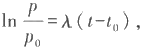 ln p/p₀ = λ(t-t₀),